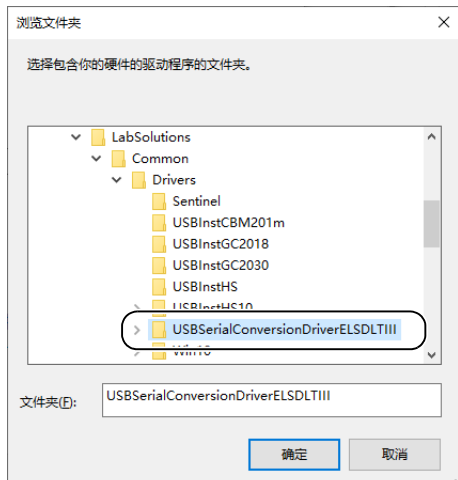 浏览文件夹
选择包含你的硬件的驱动程序的文件夹。
LabSolutions
Common
Drivers
Sentinel
USBInstCBM201m
USBInstGC2018
USBInstGC2030
USBInstHS
USBInstHS10
USBSerialConversionDriverELSDLTIII
Win10
文件夹(F): USBSerialConversionDriverELSDLTIII
确定 取消